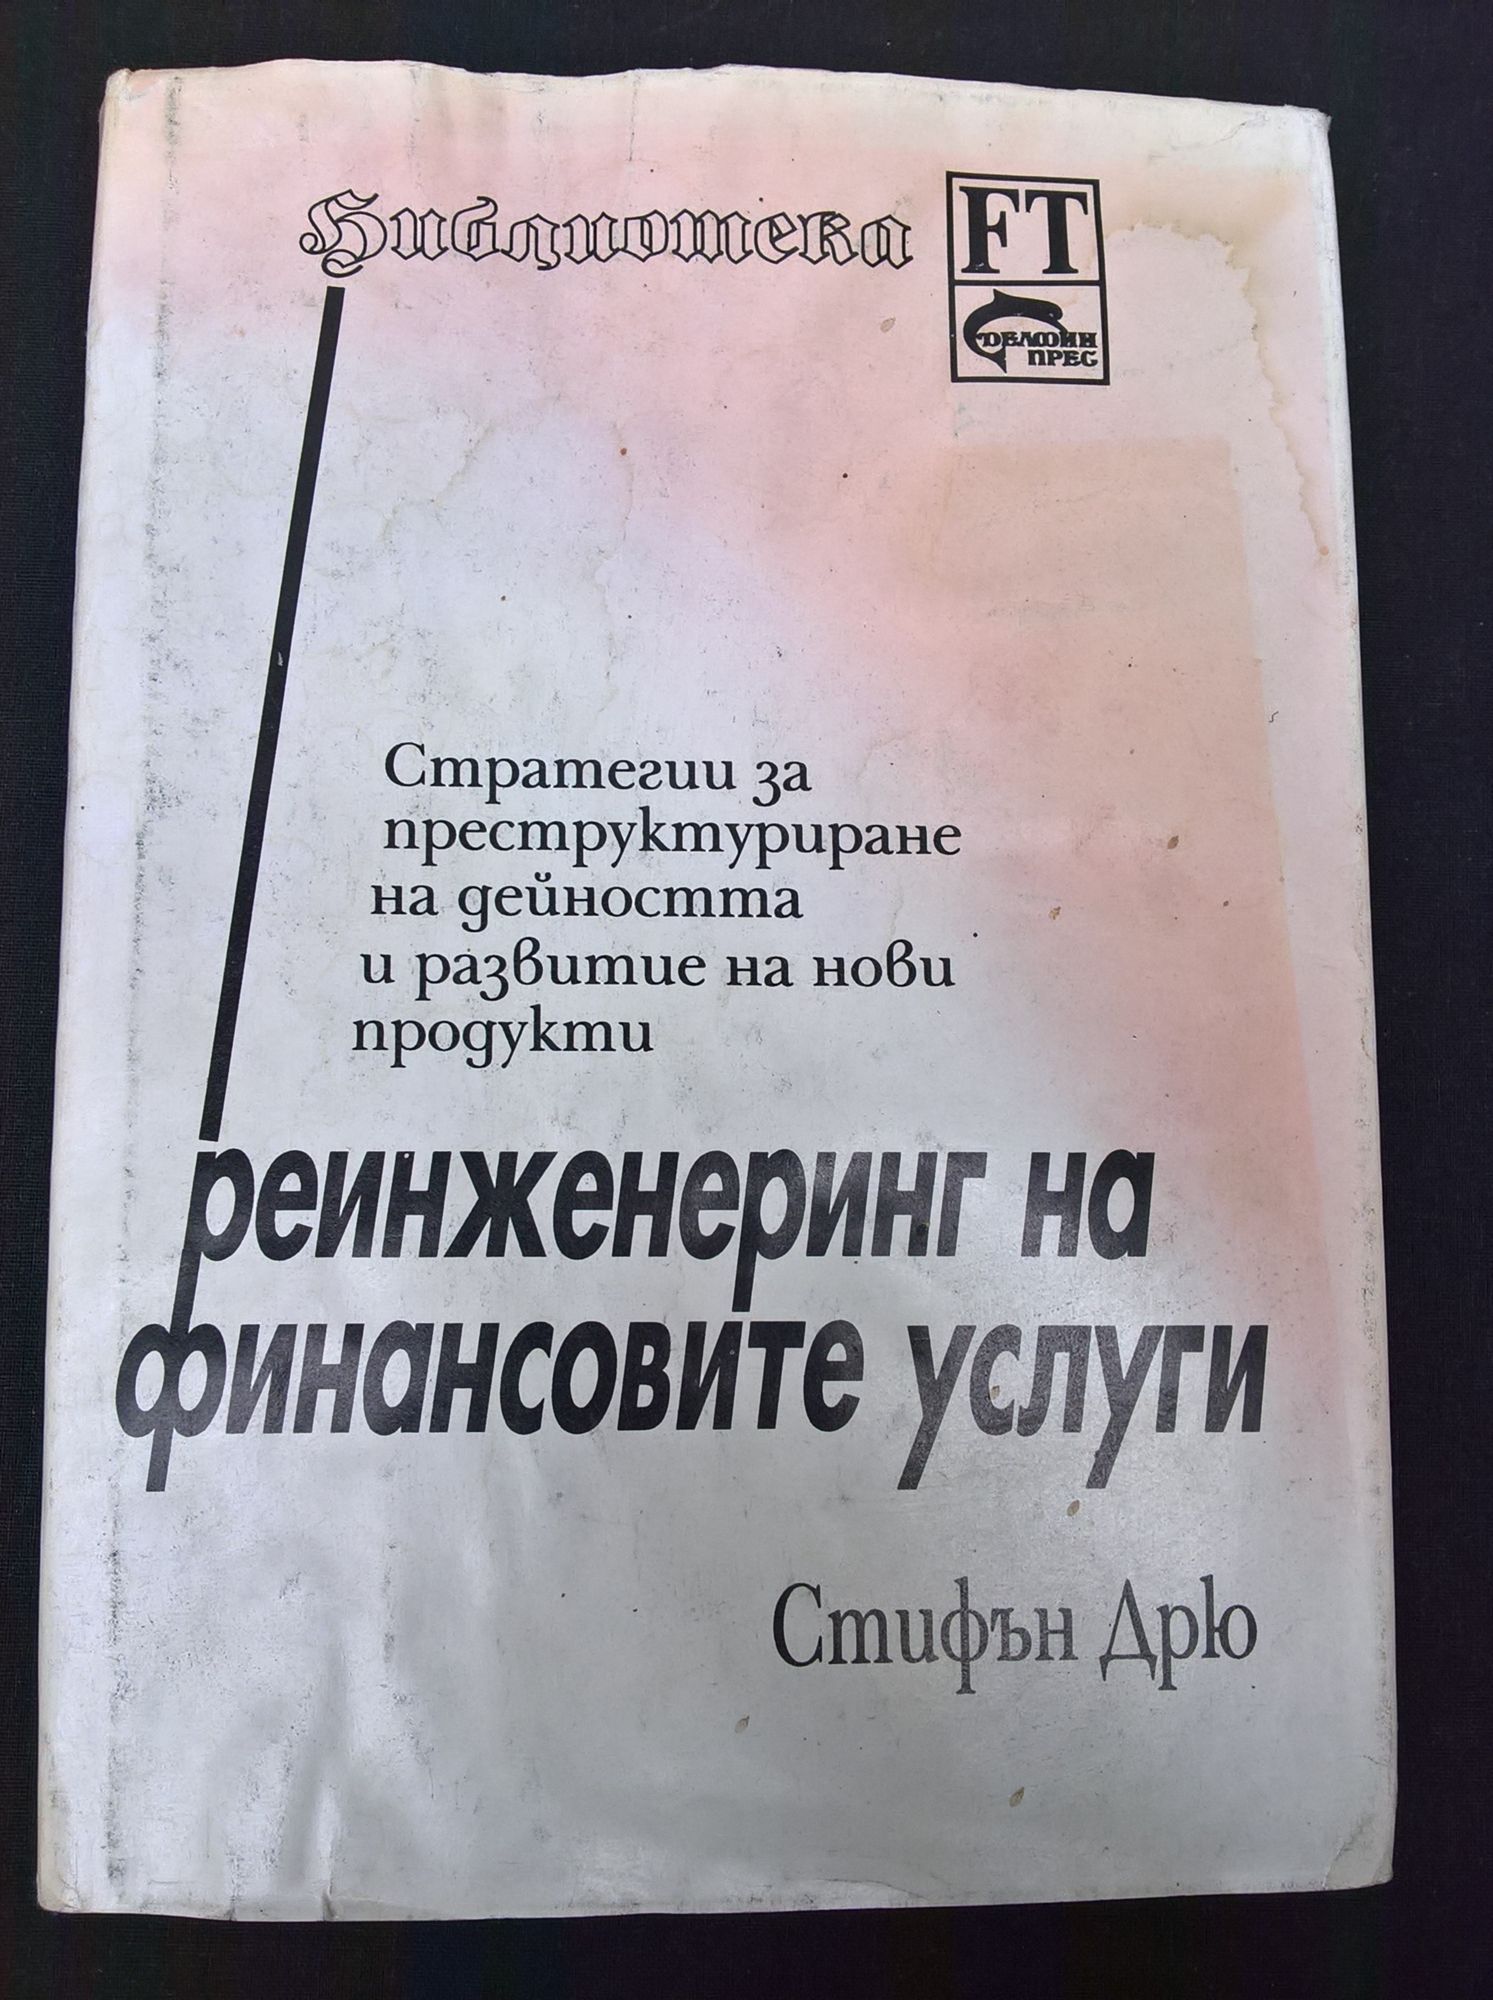 Библиотека
FT
ДЕЛФИН
ПРЕС
Стратегии за
преструктуриране
на дейността
и развитие на нови
продукти
реинженеринг на
финансовите услуги
Стифън Дрю